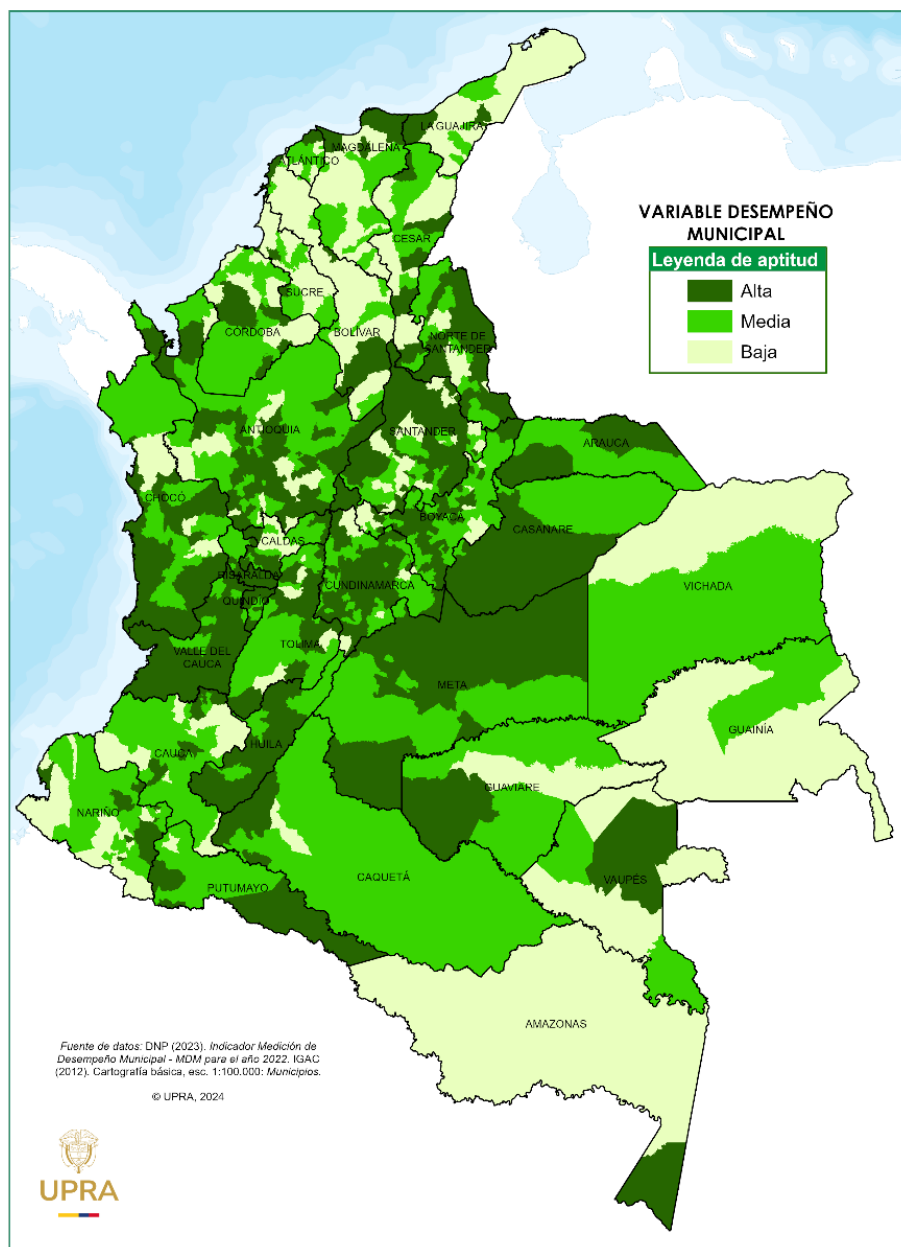 VARIABLE DESEMPEÑO
MUNICIPAL
Leyenda de aptitud
Alta
Media
Baja
LA GUAJIRA
MAGDALENA
ATLÁNTICO
CESAR
SUCRE
CÓRDOBA
BOLÍVAR
NORTE DE
SANTANDER
ANTIOQUIA
SANTANDER
ARAUCA
CHOCÓ
BOYACÁ
CASANARE
CALDAS
RISARALDA
CUNDINAMARCA
VICHADA
QUINDÍO
TOLIMA
VALLE DEL
CAUCA
META
GUAINÍA
HUILA
CAUCA
GUAVIARE
NARIÑO
CAQUETÁ
VAUPÉS
PUTUMAYO
AMAZONAS
Fuente de datos: DNP (2023). Indicador Medición de
Desempeño Municipal - MDM para el año 2022. IGAC
(2012). Cartografía básica, esc. 1:100.000: Municipios.
© UPRA, 2024
UPRA